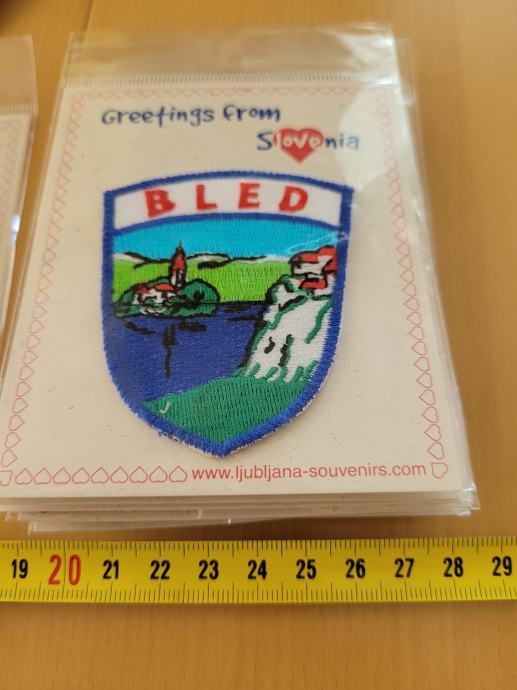 Greetings from
Slovenia
BLED
www.ljubljana-souvenirs.com
19 20 21 22 23 24 25 26 27 28 29